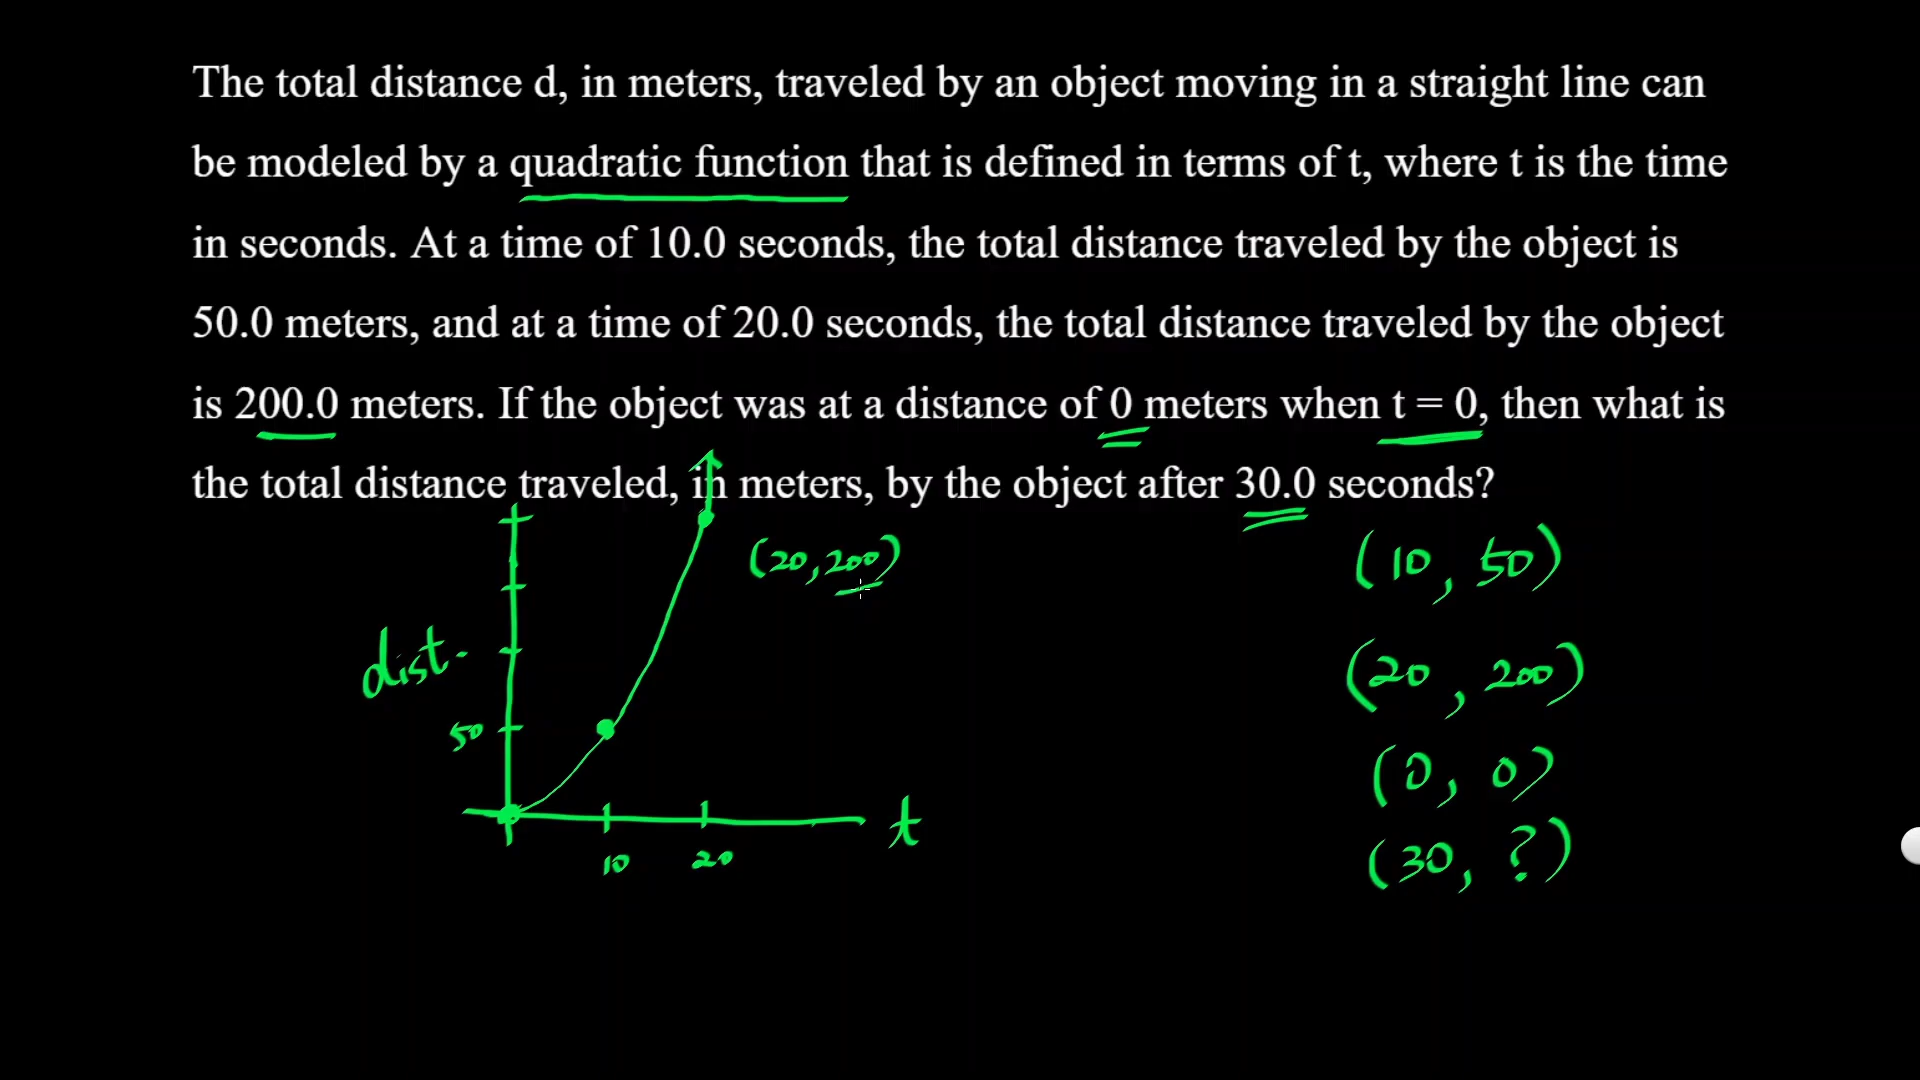 The total distance d, in meters, traveled by an object moving in a straight line can
be modeled by a quadratic function that is defined in terms of t, where t is the time
in seconds. At a time of 10.0 seconds, the total distance traveled by the object is
50.0 meters, and at a time of 20.0 seconds, the total distance traveled by the object
is 200.0 meters. If the object was at a distance of 0 meters when t = 0, then what is
the total distance traveled, in meters, by the object after 30.0 seconds?
(20, 200)
(10, 50)
dist.
(20, 200)
50
(0, 0)
t
10
20
(30, ?)